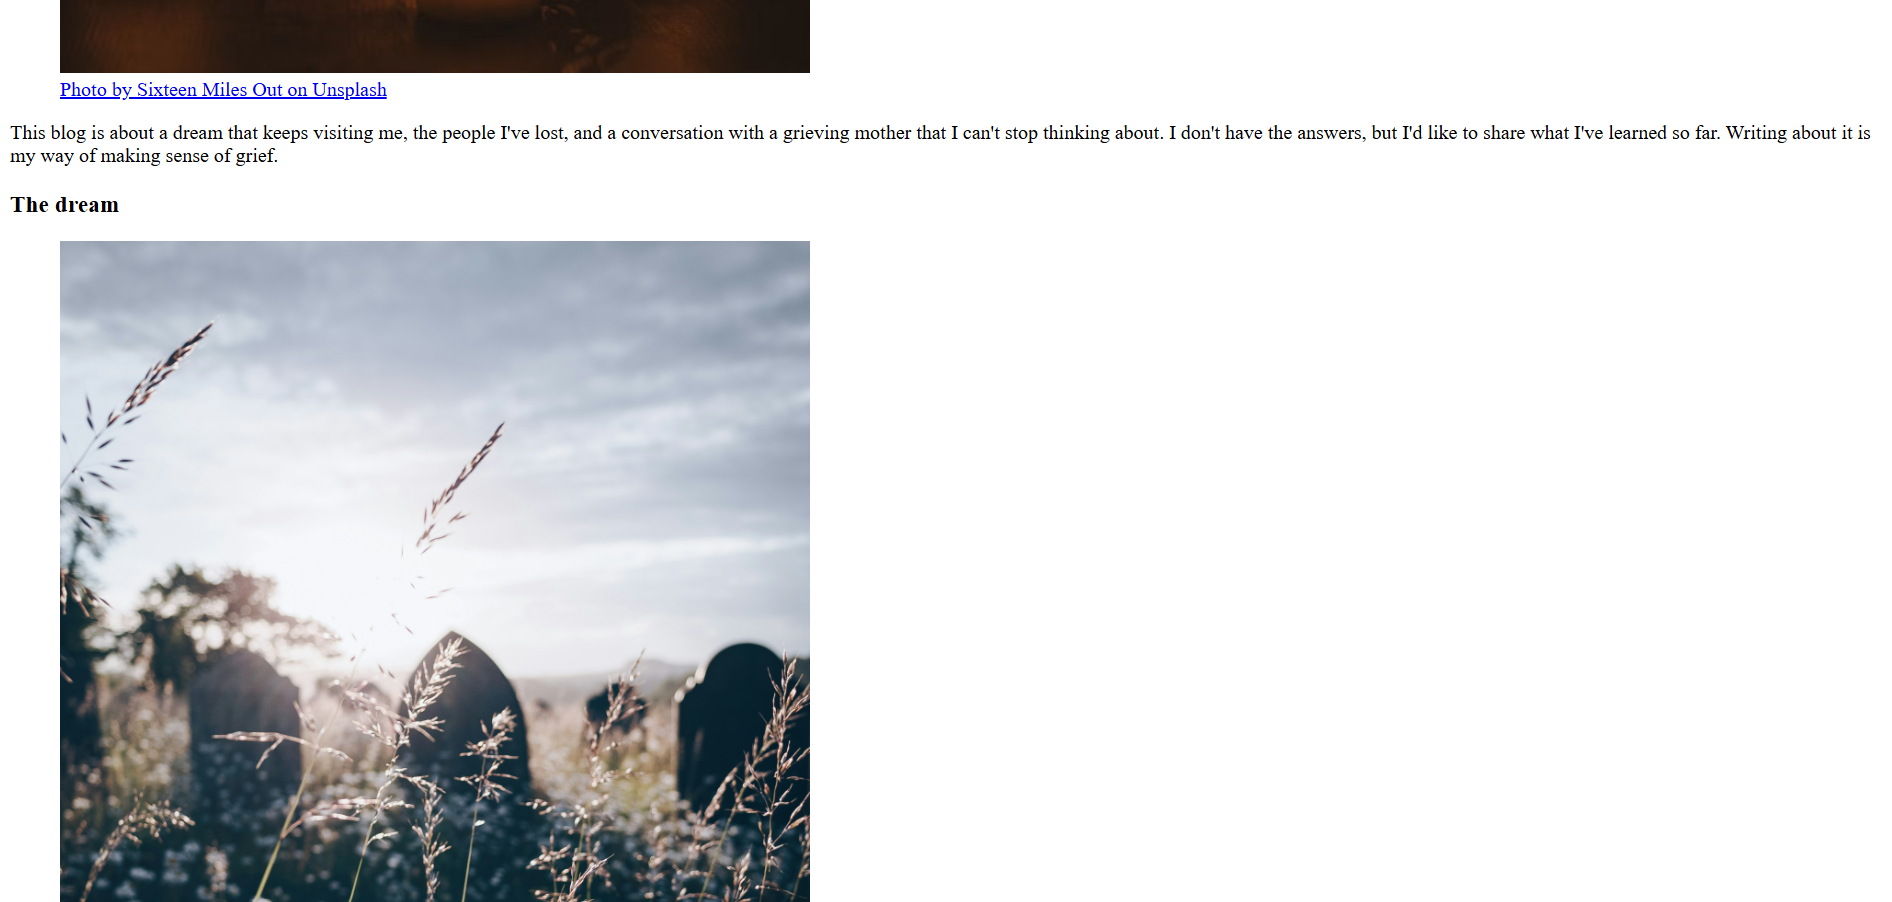 Photo by Sixteen Miles Out on Unsplash
This blog is about a dream that keeps visiting me, the people I've lost, and a conversation with a grieving mother that I can't stop thinking about. I don't have the answers, but I'd like to share what I've learned so far. Writing about it is
my way of making sense of grief.
The dream